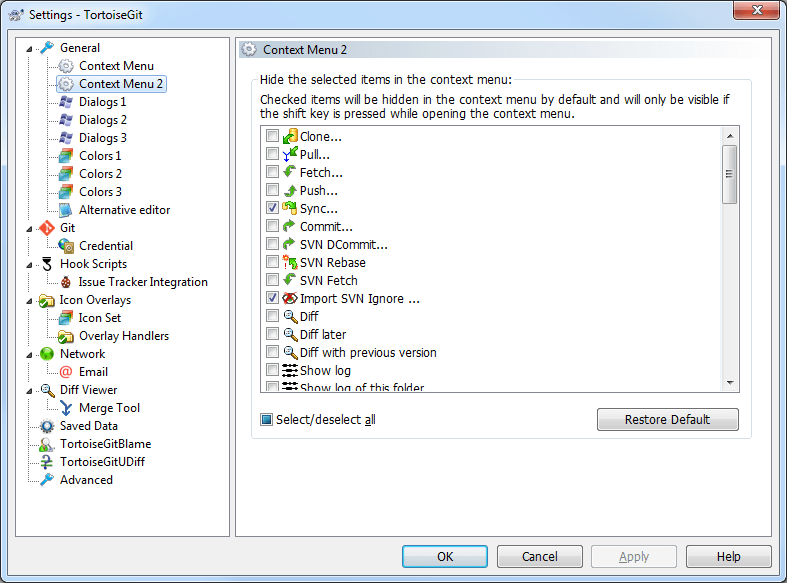 Settings - TortoiseGit
General
Context Menu
Context Menu 2
Dialogs 1
Dialogs 2
Dialogs 3
Colors 1
Colors 2
Colors 3
Alternative editor
Git
Credential
Hook Scripts
Issue Tracker Integration
Icon Overlays
Icon Set
Overlay Handlers
Network
Email
Diff Viewer
Merge Tool
Saved Data
TortoiseGitBlame
TortoiseGitUDiff
Advanced
Context Menu 2
Hide the selected items in the context menu:
Checked items will be hidden in the context menu by default and will only be visible if
the shift key is pressed while opening the context menu.
Clone...
Pull...
Fetch...
Push...
Sync...
Commit...
SVN DCommit...
SVN Rebase
SVN Fetch
Import SVN Ignore ...
Diff
Diff later
Diff with previous version
Show log
Show log of this folder
Select/deselect all
Restore Default
OK
Cancel
Apply
Help